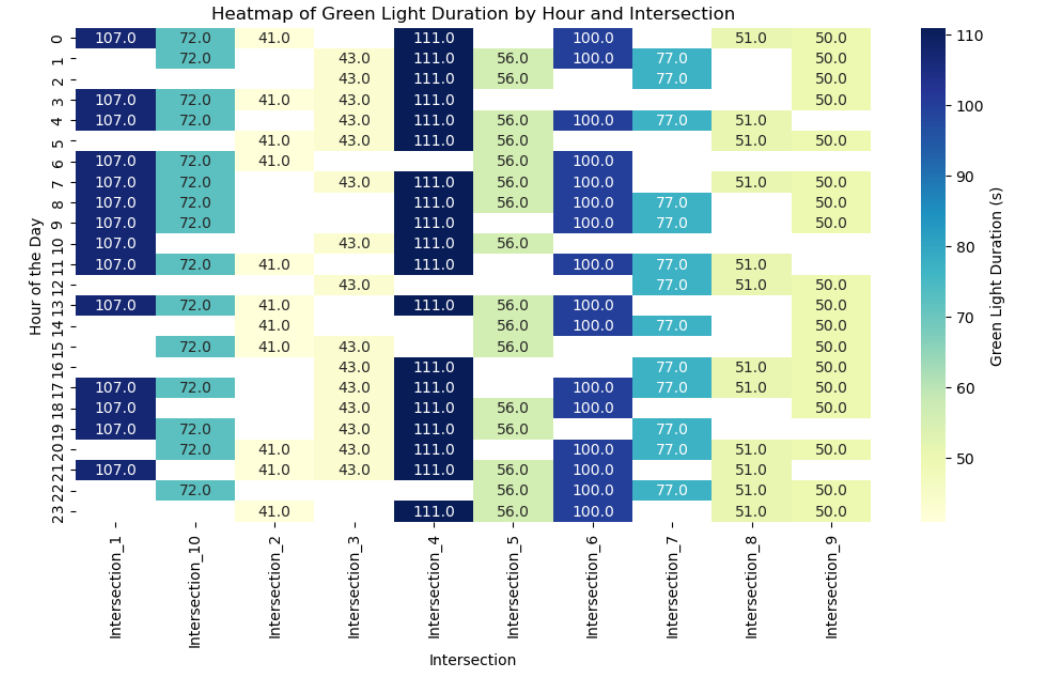 Heatmap of Green Light Duration by Hour and Intersection
0 107.0 72.0 41.0 111.0 100.0 51.0 50.0
1 72.0 43.0 111.0 56.0 100.0 77.0 50.0
2 43.0 111.0 56.0 77.0 50.0
3 107.0 72.0 41.0 43.0 111.0 50.0
4 107.0 72.0 43.0 111.0 56.0 100.0 77.0 51.0
5 41.0 43.0 111.0 56.0 51.0 50.0
6 107.0 72.0 41.0 56.0 100.0
7 107.0 72.0 43.0 111.0 56.0 100.0 51.0 50.0
8 107.0 72.0 111.0 56.0 100.0 77.0 50.0
9 107.0 72.0 111.0 100.0 77.0 50.0
10 107.0 43.0 111.0 56.0
11 107.0 72.0 41.0 111.0 100.0 77.0 51.0
12 43.0 77.0 51.0 50.0
13 107.0 72.0 41.0 111.0 56.0 100.0 50.0
14 41.0 56.0 100.0 77.0 50.0
15 72.0 41.0 43.0 56.0 50.0
16 43.0 111.0 77.0 51.0 50.0
17 107.0 72.0 43.0 111.0 100.0 77.0 51.0 50.0
18 107.0 43.0 111.0 56.0 100.0 50.0
19 107.0 72.0 43.0 111.0 56.0 77.0
20 72.0 41.0 43.0 111.0 100.0 77.0 51.0 50.0
21 107.0 41.0 43.0 111.0 56.0 100.0 51.0
22 72.0 56.0 100.0 77.0 51.0 50.0
23 41.0 111.0 56.0 100.0 51.0 50.0
Hour of the Day
Intersection_1
Intersection_10
Intersection_2
Intersection_3
Intersection_4
Intersection_5
Intersection_6
Intersection_7
Intersection_8
Intersection_9
Intersection
110
100
90
80
70
60
50
Green Light Duration (s)